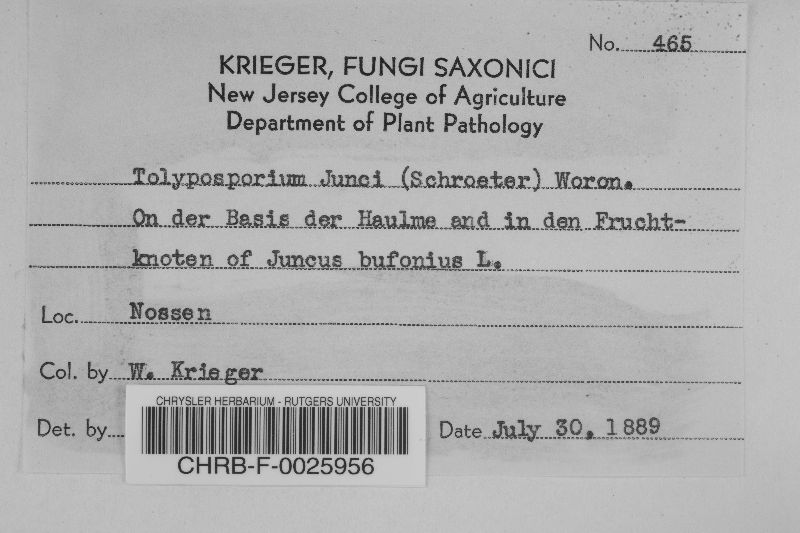 No. 465
KRIEGER, FUNGI SAXONICI
New Jersey College of Agriculture
Department of Plant Pathology
Tolyposporium Junci (Schroeter) Woron.
On der Basis der Haulme and in den Frucht-
knoten of Juncus bufonius L.
Loc. Nossen
Col. by W. Krieger
Det. by
Date July 30, 1889
CHRYSLER HERBARIUM - RUTGERS UNIVERSITY
CHRB-F-0025956